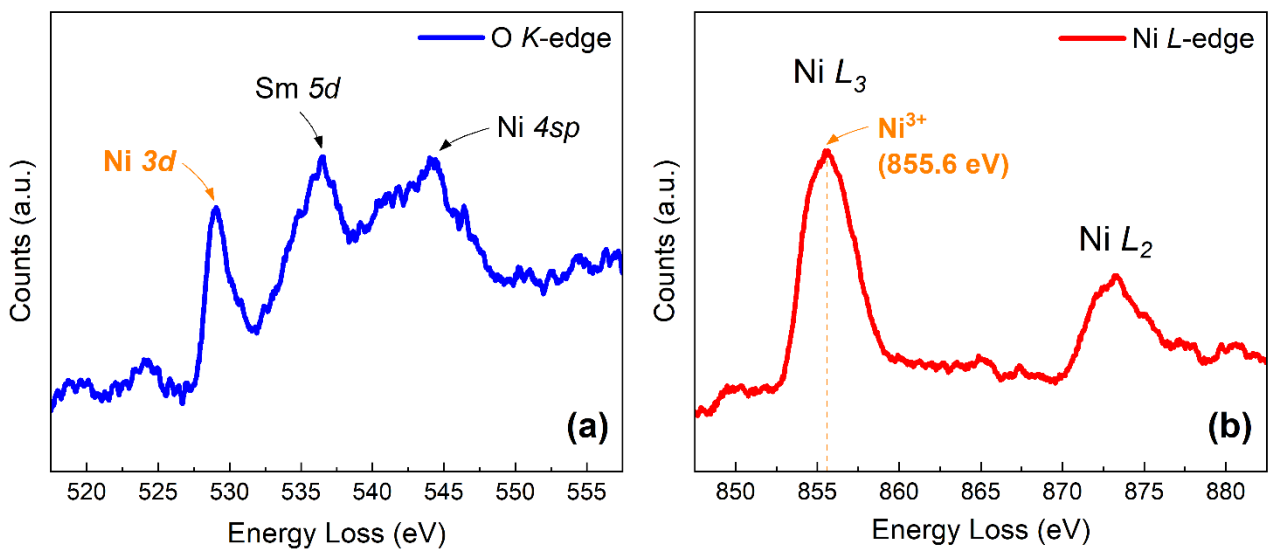 O K-edge
Sm 5d
Ni 4sp
Ni 3d
Counts (a.u.)
(a)
520 525 530 535 540 545 550 555
Energy Loss (eV)
Ni L-edge
Ni L₃
Ni³⁺
(855.6 eV)
Ni L₂
Counts (a.u.)
(b)
850 855 860 865 870 875 880
Energy Loss (eV)